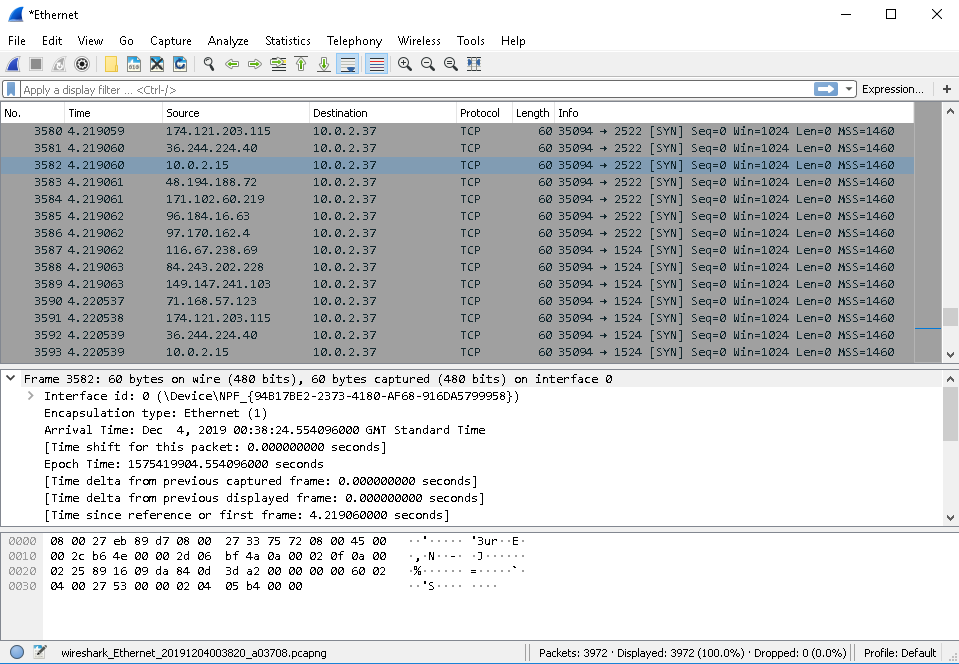 *Ethernet
File Edit View Go Capture Analyze Statistics Telephony Wireless Tools Help
Apply a display filter ... <Ctrl-/> Expression... +
No. Time Source Destination Protocol Length Info
3580 4.219059 174.121.203.115 10.0.2.37 TCP 60 35094 → 2522 [SYN] Seq=0 Win=1024 Len=0 MSS=1460
3581 4.219060 36.244.224.40 10.0.2.37 TCP 60 35094 → 2522 [SYN] Seq=0 Win=1024 Len=0 MSS=1460
3582 4.219060 10.0.2.15 10.0.2.37 TCP 60 35094 → 2522 [SYN] Seq=0 Win=1024 Len=0 MSS=1460
3583 4.219061 48.194.188.72 10.0.2.37 TCP 60 35094 → 2522 [SYN] Seq=0 Win=1024 Len=0 MSS=1460
3584 4.219061 171.102.60.219 10.0.2.37 TCP 60 35094 → 2522 [SYN] Seq=0 Win=1024 Len=0 MSS=1460
3585 4.219062 96.184.16.63 10.0.2.37 TCP 60 35094 → 2522 [SYN] Seq=0 Win=1024 Len=0 MSS=1460
3586 4.219062 97.170.162.4 10.0.2.37 TCP 60 35094 → 2522 [SYN] Seq=0 Win=1024 Len=0 MSS=1460
3587 4.219062 116.67.238.69 10.0.2.37 TCP 60 35094 → 1524 [SYN] Seq=0 Win=1024 Len=0 MSS=1460
3588 4.219063 84.243.202.228 10.0.2.37 TCP 60 35094 → 1524 [SYN] Seq=0 Win=1024 Len=0 MSS=1460
3589 4.219063 149.147.241.103 10.0.2.37 TCP 60 35094 → 1524 [SYN] Seq=0 Win=1024 Len=0 MSS=1460
3590 4.220537 71.168.57.123 10.0.2.37 TCP 60 35094 → 1524 [SYN] Seq=0 Win=1024 Len=0 MSS=1460
3591 4.220538 174.121.203.115 10.0.2.37 TCP 60 35094 → 1524 [SYN] Seq=0 Win=1024 Len=0 MSS=1460
3592 4.220539 36.244.224.40 10.0.2.37 TCP 60 35094 → 1524 [SYN] Seq=0 Win=1024 Len=0 MSS=1460
3593 4.220539 10.0.2.15 10.0.2.37 TCP 60 35094 → 1524 [SYN] Seq=0 Win=1024 Len=0 MSS=1460
Frame 3582: 60 bytes on wire (480 bits), 60 bytes captured (480 bits) on interface 0
Interface id: 0 (\Device\NPF_{94B17BE2-2373-4180-AF68-916DA5799958})
Encapsulation type: Ethernet (1)
Arrival Time: Dec  4, 2019 00:38:24.554096000 GMT Standard Time
[Time shift for this packet: 0.000000000 seconds]
Epoch Time: 1575419904.554096000 seconds
[Time delta from previous captured frame: 0.000000000 seconds]
[Time delta from previous displayed frame: 0.000000000 seconds]
[Time since reference or first frame: 4.219060000 seconds]
0000 08 00 27 eb 89 d7 08 00 27 33 75 72 08 00 45 00 ··'····· '3ur··E·
0010 00 2c b6 4e 00 00 2d 06 bf 4a 0a 00 02 0f 0a 00 ·,·N··-· ·J······
0020 02 25 89 16 09 da 84 0d 3d a2 00 00 00 00 60 02 ·%······ =·····`·
0030 04 00 27 53 00 00 02 04 05 b4 00 00 ··'S···· ····
wireshark_Ethernet_20191204003820_a03708.pcapng Packets: 3972 · Displayed: 3972 (100.0%) · Dropped: 0 (0.0%) Profile: Default